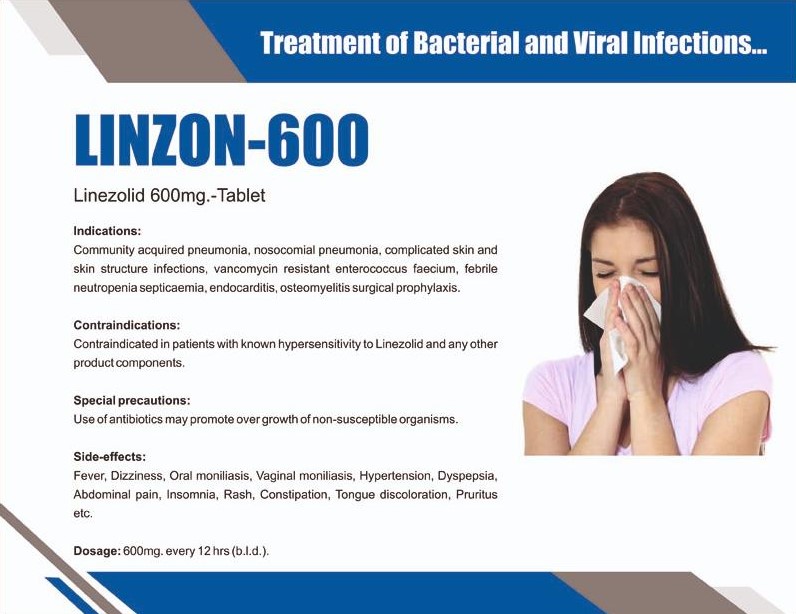 Treatment of Bacterial and Viral Infections...
LINZON-600
Linezolid 600mg.-Tablet
Indications:
Community acquired pneumonia, nosocomial pneumonia, complicated skin and
skin structure infections, vancomycin resistant enterococcus faecium, febrile
neutropenia septicaemia, endocarditis, osteomyelitis surgical prophylaxis.
Contraindications:
Contraindicated in patients with known hypersensitivity to Linezolid and any other
product components.
Special precautions:
Use of antibiotics may promote over growth of non-susceptible organisms.
Side-effects:
Fever, Dizziness, Oral moniliasis, Vaginal moniliasis, Hypertension, Dyspepsia,
Abdominal pain, Insomnia, Rash, Constipation, Tongue discoloration, Pruritus
etc.
Dosage: 600mg. every 12 hrs (b.I.d.).